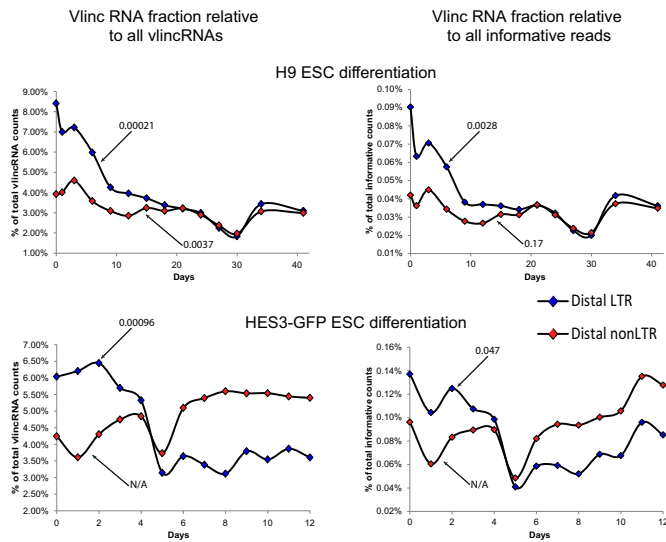 Vlinc RNA fraction relative
to all vlincRNAs
Vlinc RNA fraction relative
to all informative reads
H9 ESC differentiation
% of total vlincRNA counts
9.00%
8.00%
7.00%
6.00%
5.00%
4.00%
3.00%
2.00%
1.00%
0.00021
0.0037
0 10 20 30 40
Days
% of total informative counts
0.10%
0.09%
0.08%
0.07%
0.06%
0.05%
0.04%
0.03%
0.02%
0.01%
0.0028
0.17
0 10 20 30 40
Days
Distal LTR
Distal nonLTR
HES3-GFP ESC differentiation
% of total vlincRNA counts
7.00%
6.50%
6.00%
5.50%
5.00%
4.50%
4.00%
3.50%
3.00%
2.50%
2.00%
0.00096
N/A
0 2 4 6 8 10 12
Days
% of total informative counts
0.16%
0.14%
0.12%
0.10%
0.08%
0.06%
0.04%
0.02%
0.047
N/A
0 2 4 6 8 10 12
Days